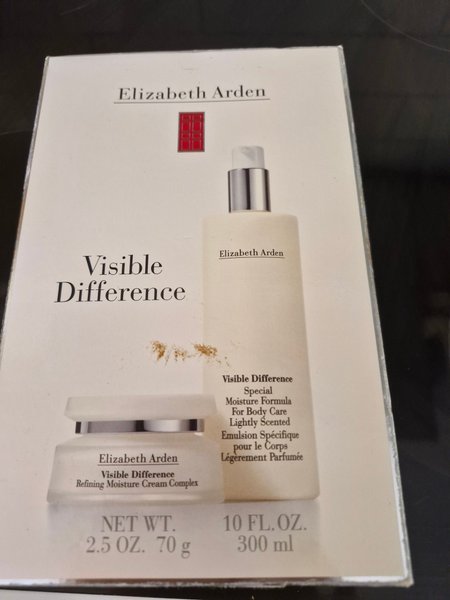 Elizabeth Arden
Visible
Difference
Elizabeth Arden
Visible Difference
Special
Moisture Formula
For Body Care
Lightly Scented
Emulsion Spécifique
pour le Corps
Légèrement Parfumée
Elizabeth Arden
Visible Difference
Refining Moisture Cream Complex
NET WT.
2.5 OZ. 70 g
10 FL.OZ.
300 ml